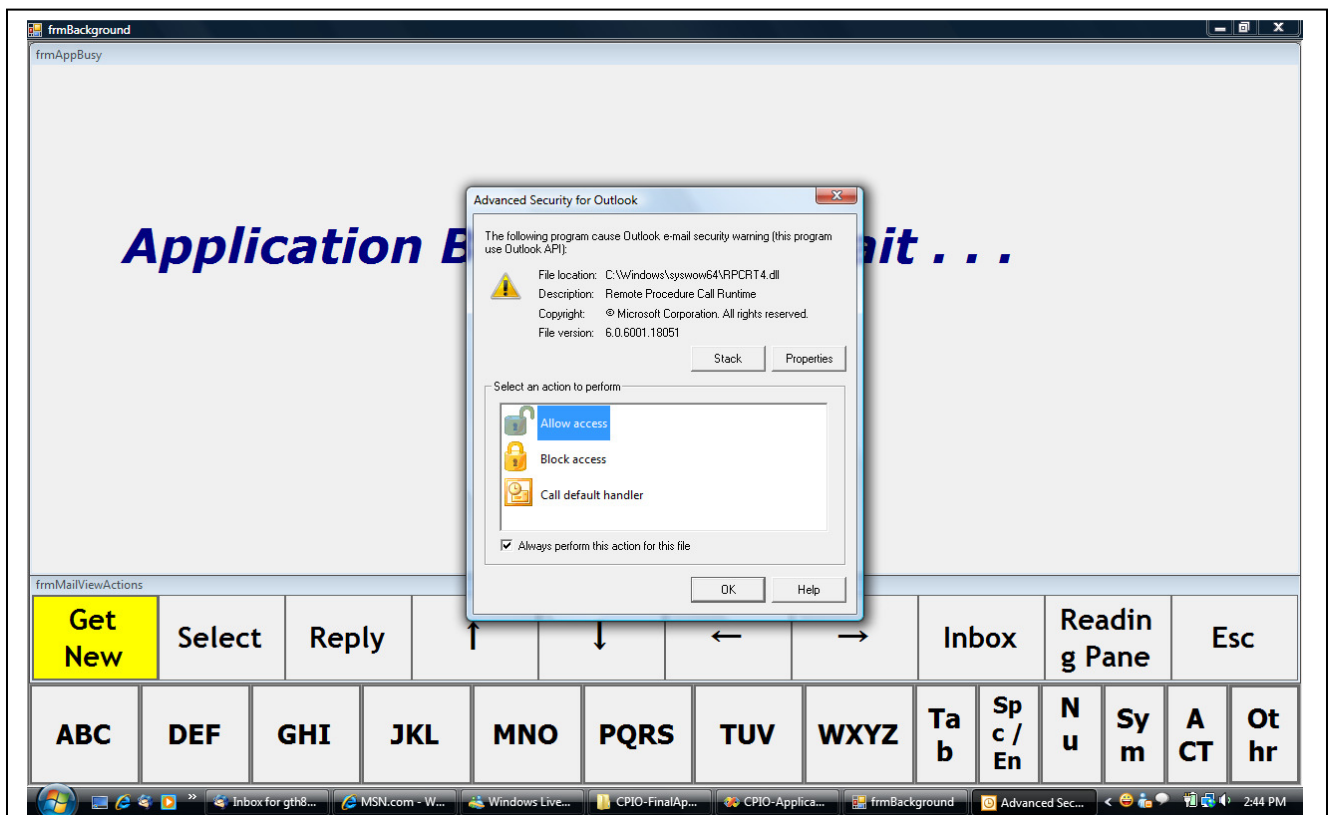 frmBackground
frmAppBusy
Application B
ait . . .
Advanced Security for Outlook
The following program cause Outlook e-mail security warning (this program
use Outlook API):
File location: C:\Windows\syswow64\RPCRT4.dll
Description: Remote Procedure Call Runtime
Copyright: © Microsoft Corporation. All rights reserved.
File version: 6.0.6001.18051
Stack Properties
Select an action to perform
Allow access
Block access
Call default handler
Always perform this action for this file
OK Help
frmMailViewActions
Get
New
Select
Reply
↑
↓
←
→
Inbox
Readin
g Pane
Esc
ABC
DEF
GHI
JKL
MNO
PQRS
TUV
WXYZ
Ta
b
Sp
c /
En
N
u
Sy
m
A
CT
Ot
hr
Inbox for gth8... MSN.com - W... Windows Live... CPIO-FinalAp... CPIO-Applica... frmBackground Advanced Sec... 2:44 PM